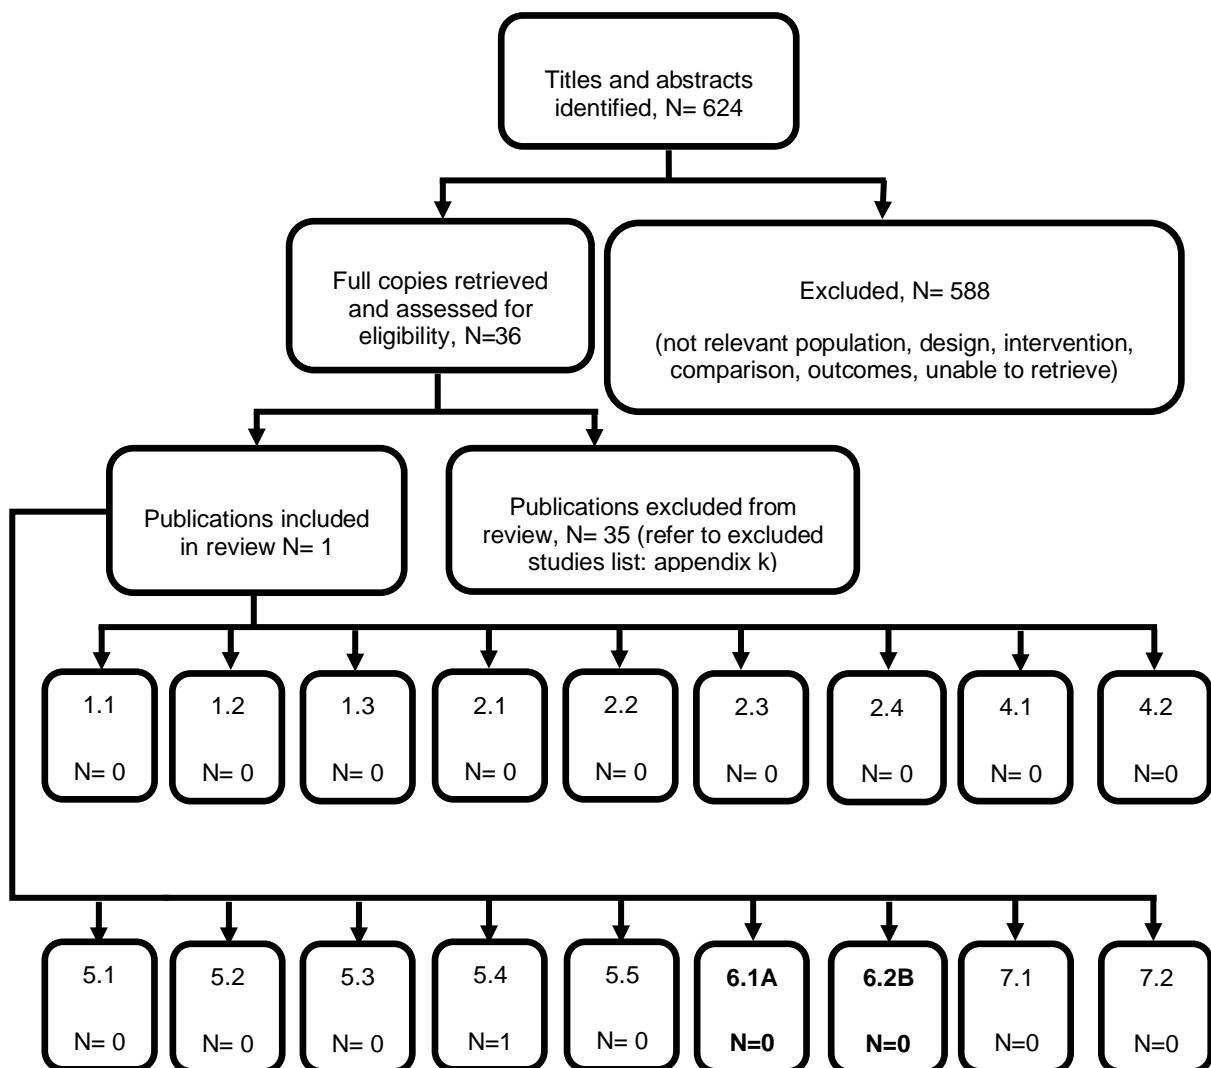 Titles and abstracts
identified, N= 624
Full copies retrieved
and assessed for
eligibility, N=36
Excluded, N= 588
(not relevant population, design, intervention,
comparison, outcomes, unable to retrieve)
Publications included
in review N= 1
Publications excluded from
review, N= 35 (refer to excluded
studies list: appendix k)
1.1
N= 0
1.2
N= 0
1.3
N= 0
2.1
N= 0
2.2
N= 0
2.3
N= 0
2.4
N= 0
4.1
N= 0
4.2
N=0
5.1
N= 0
5.2
N= 0
5.3
N= 0
5.4
N=1
5.5
N= 0
6.1A
N=0
6.2B
N=0
7.1
N=0
7.2
N=0